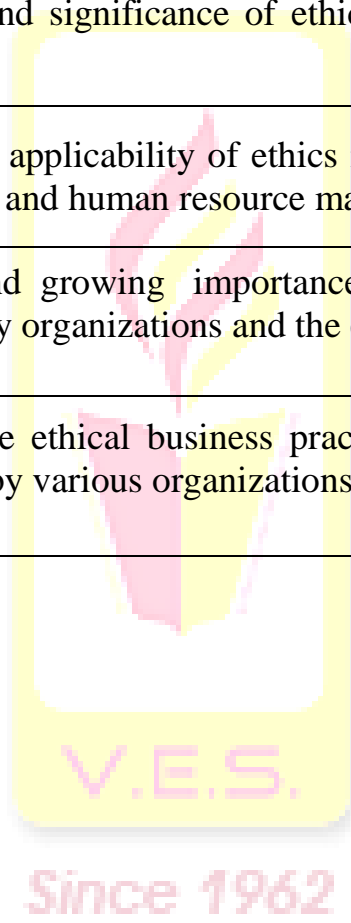 nd significance of ethic
applicability of ethics
and human resource ma
nd growing importance
y organizations and the
e ethical business prac
by various organizations
V.E.S.
Since 1962